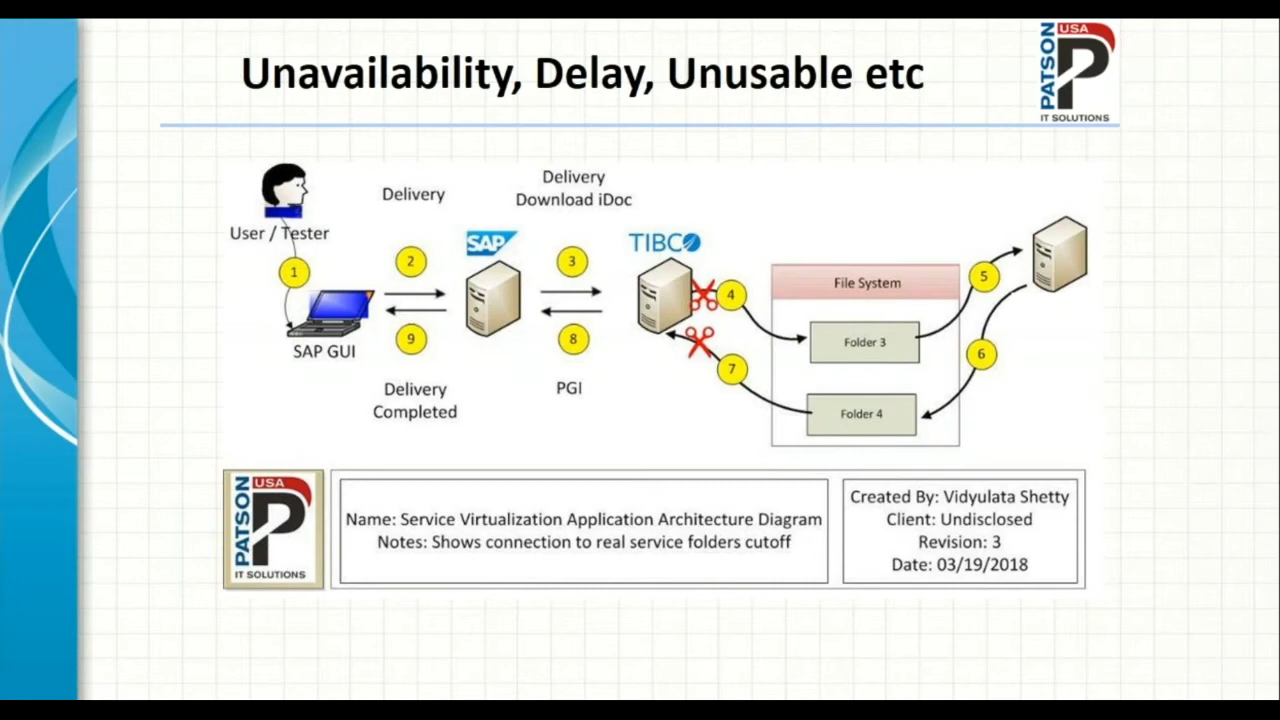 Unavailability, Delay, Unusable etc
PATSON
USA
IT SOLUTIONS
User / Tester
Delivery
Delivery
Download iDoc
SAP
TIBCO
1
2
3
4
5
File System
Folder 3
SAP GUI
9
8
7
6
Delivery
Completed
PGI
Folder 4
PATSON
USA
IT SOLUTIONS
Name: Service Virtualization Application Architecture Diagram
Notes: Shows connection to real service folders cutoff
Created By: Vidyulata Shetty
Client: Undisclosed
Revision: 3
Date: 03/19/2018